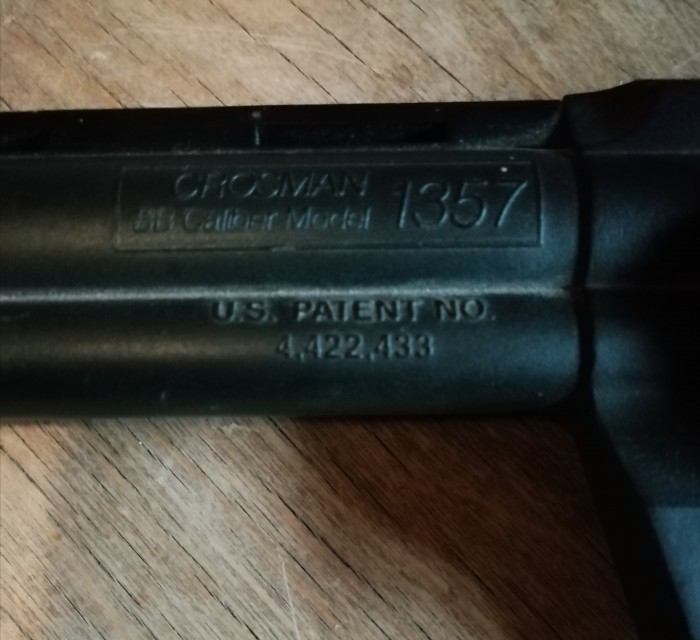 CROSMAN
BB Caliber Model 1357
U.S. PATENT NO.
4,422,433